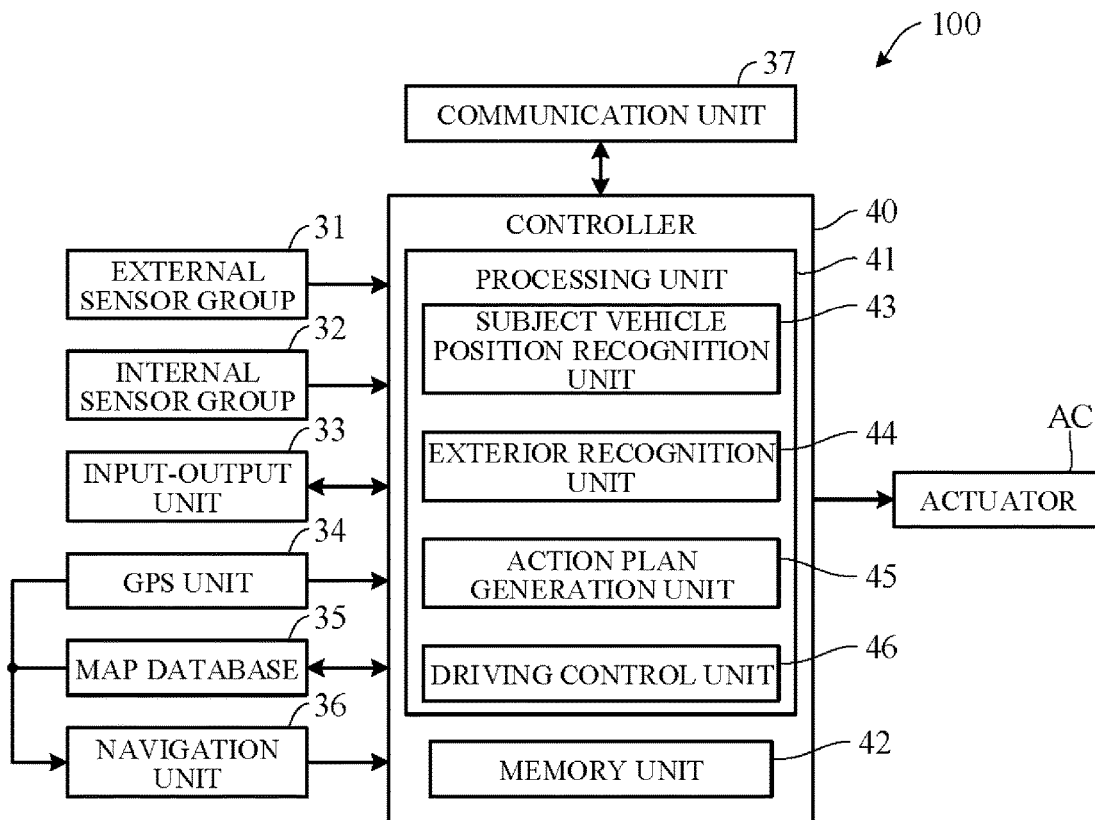 100
37
COMMUNICATION UNIT
CONTROLLER
40
31
EXTERNAL
SENSOR GROUP
PROCESSING UNIT
41
32
INTERNAL
SENSOR GROUP
SUBJECT VEHICLE
POSITION RECOGNITION
UNIT
43
33
INPUT-OUTPUT
UNIT
EXTERIOR RECOGNITION
UNIT
44
AC
ACTUATOR
34
GPS UNIT
ACTION PLAN
GENERATION UNIT
45
35
MAP DATABASE
DRIVING CONTROL UNIT
46
36
NAVIGATION
UNIT
MEMORY UNIT
42